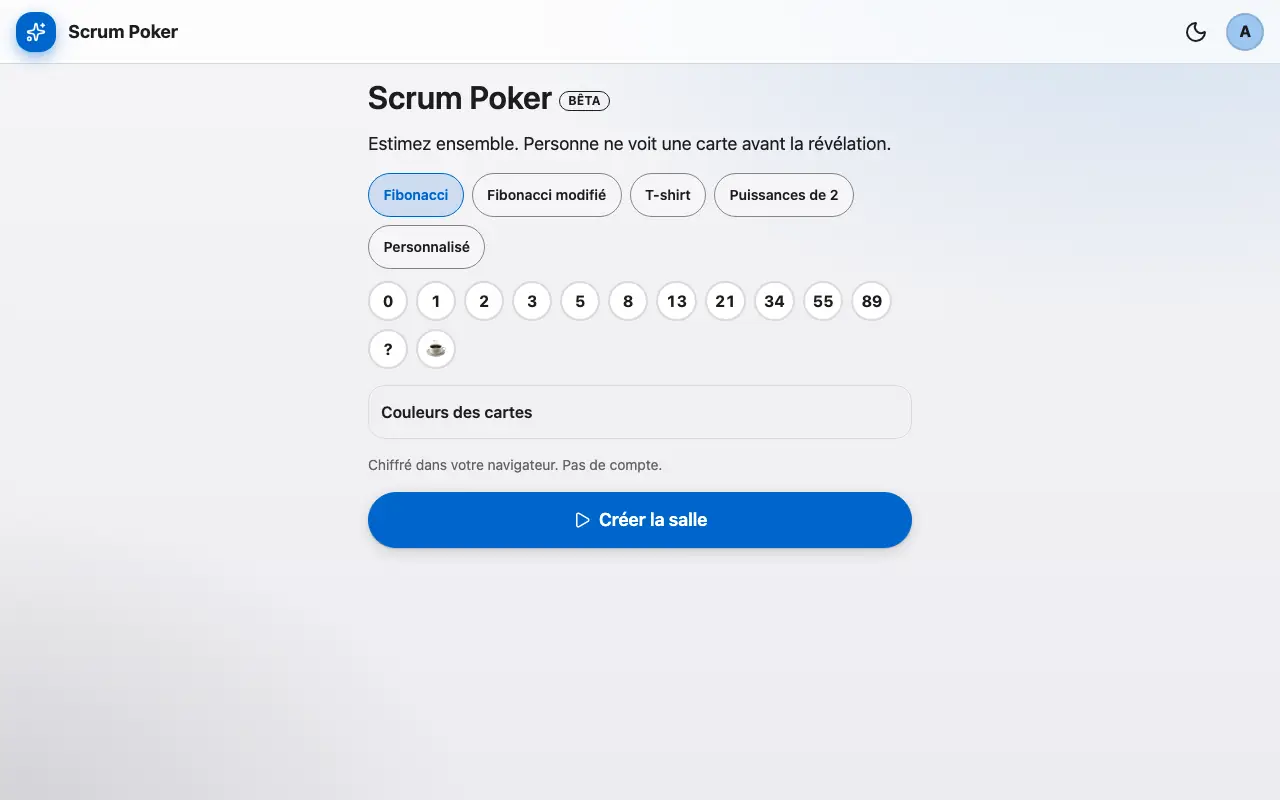 Scrum Poker
A
Scrum Poker BÊTA
Estimez ensemble. Personne ne voit une carte avant la révélation.
Fibonacci Fibonacci modifié T-shirt Puissances de 2
Personnalisé
0 1 2 3 5 8 13 21 34 55 89
? ☕
Couleurs des cartes
Chiffré dans votre navigateur. Pas de compte.
Créer la salle